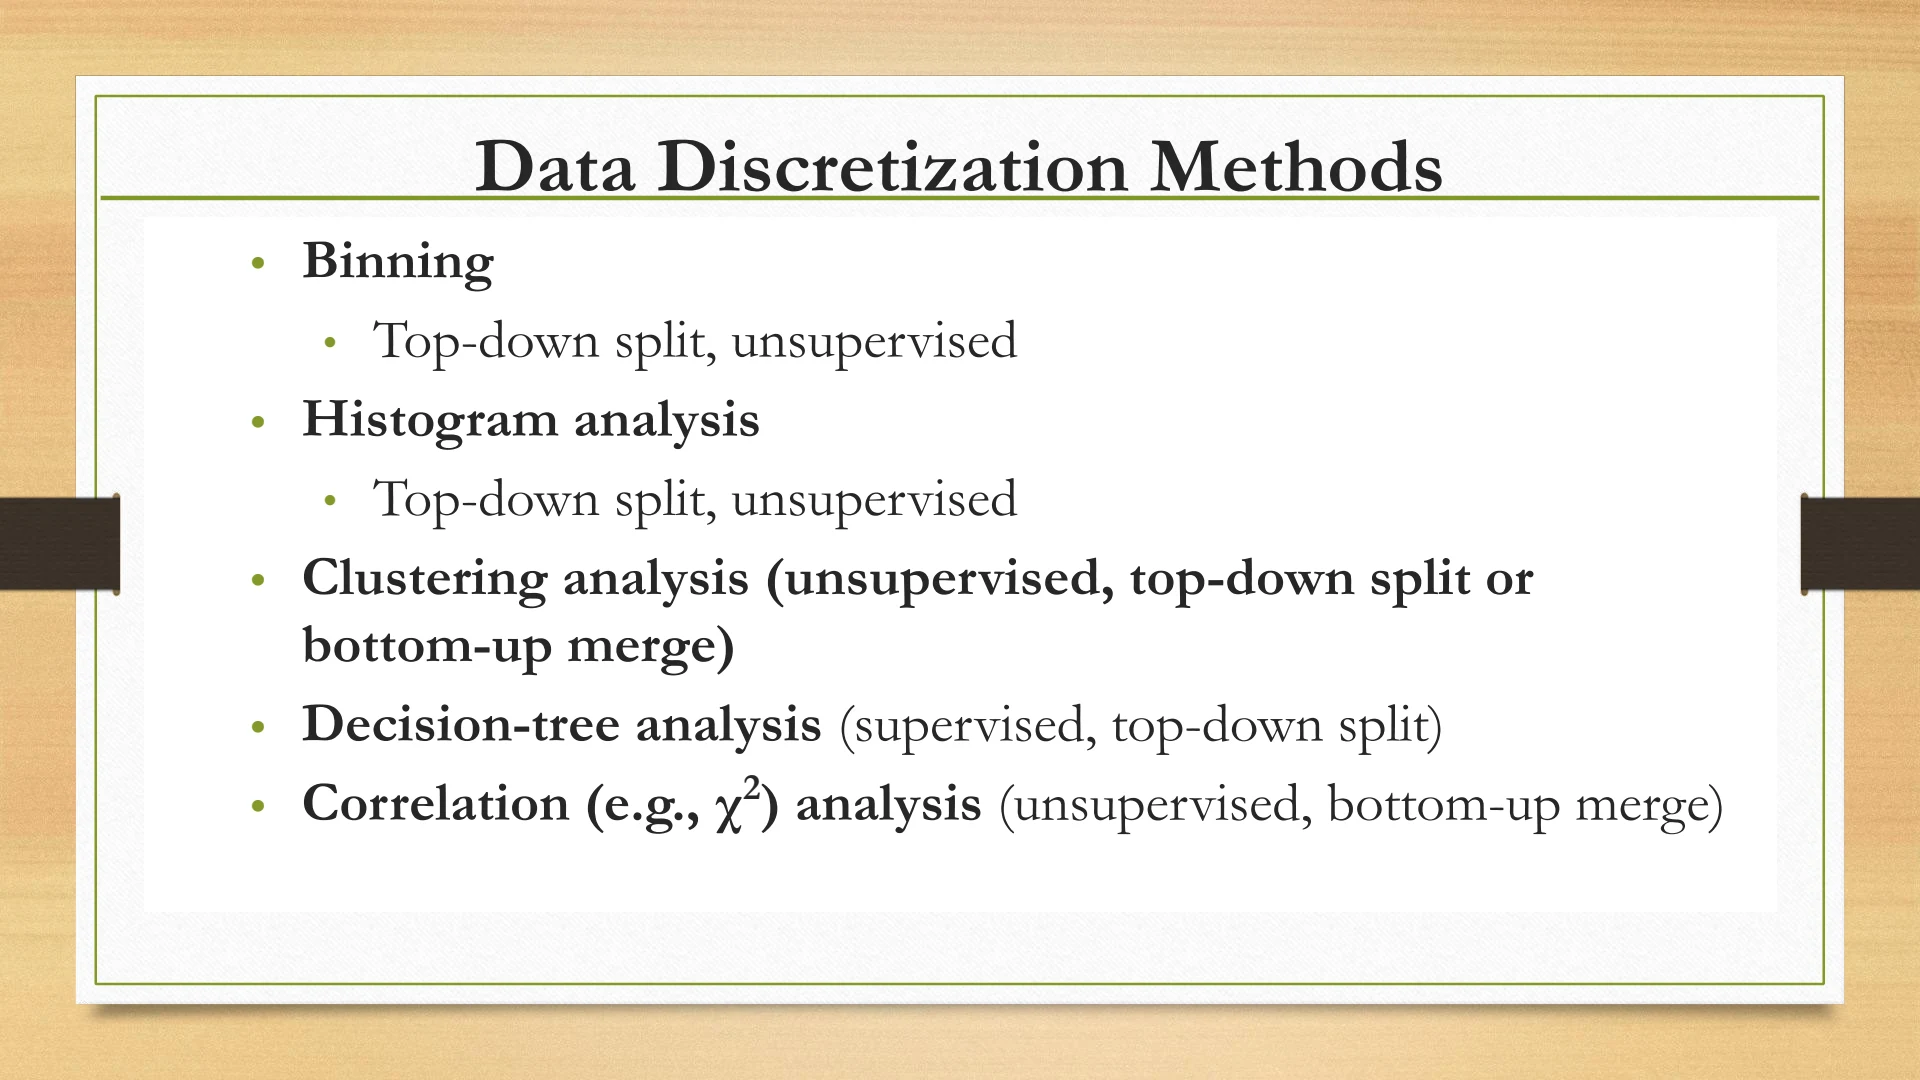 Data Discretization Methods
• Binning
• Top-down split, unsupervised
• Histogram analysis
• Top-down split, unsupervised
• Clustering analysis (unsupervised, top-down split or
bottom-up merge)
• Decision-tree analysis (supervised, top-down split)
• Correlation (e.g., χ²) analysis (unsupervised, bottom-up merge)